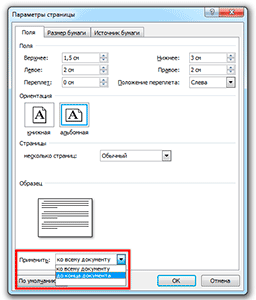 Параметры страницы
Поля Размер бумаги Источник бумаги
Поля
Верхнее: 1,5 см Нижнее: 3 см
Левое: 2 см Правое: 2 см
Переплет: 0 см Положение переплета: Слева
Ориентация
книжная альбомная
Страницы
несколько страниц: Обычный
Образец
Применить: ко всему документу
ко всему документу
до конца документа
По умолчанию ОК Отмена